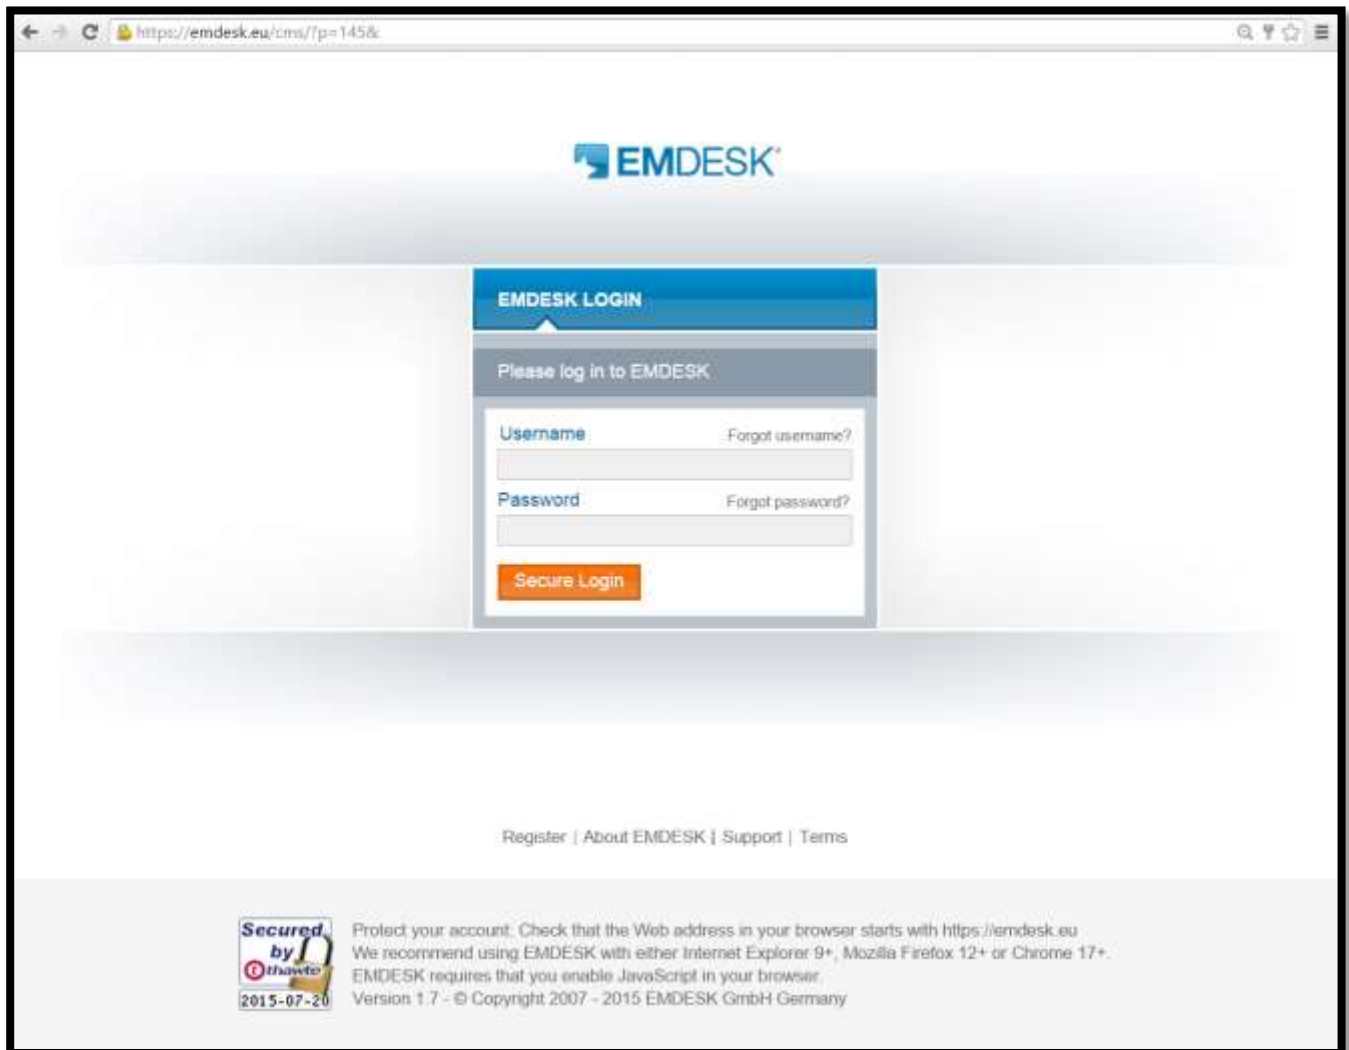 https://emdesk.eu/cms/?p=145&
EMDESK
EMDESK LOGIN
Please log in to EMDESK
Username Forgot username?
Password Forgot password?
Secure Login
Register | About EMDESK | Support | Terms
Secured
by
thawte
2015-07-20
Protect your account. Check that the Web address in your browser starts with https://emdesk.eu
We recommend using EMDESK with either Internet Explorer 9+, Mozilla Firefox 12+ or Chrome 17+.
EMDESK requires that you enable JavaScript in your browser.
Version 1.7 - © Copyright 2007 - 2015 EMDESK GmbH Germany